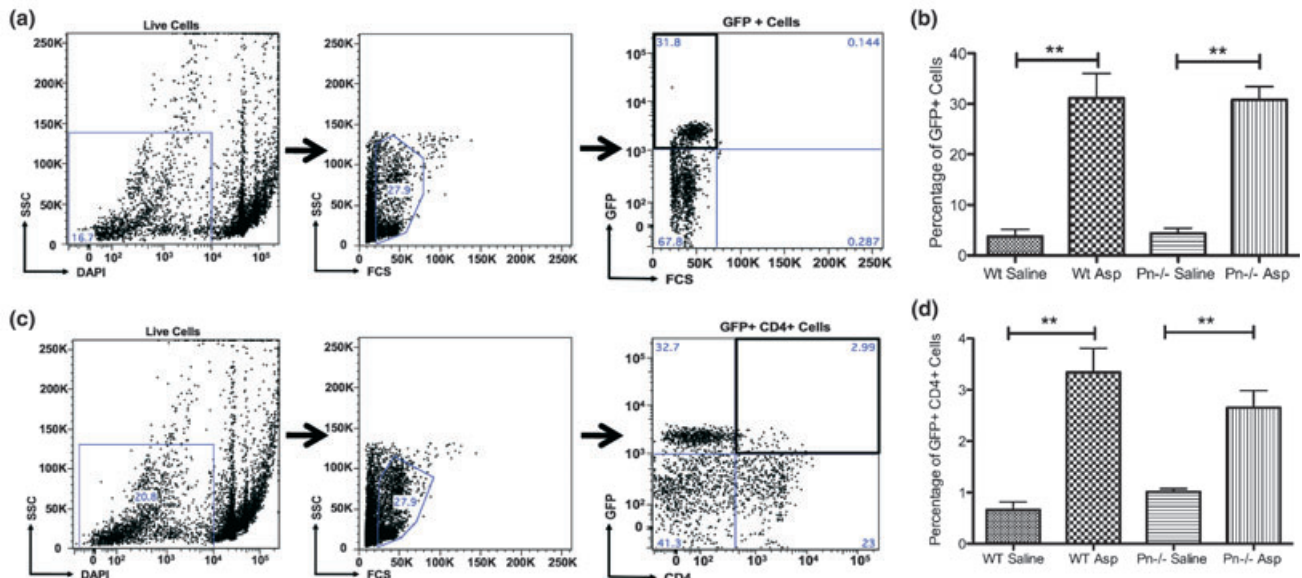 (a)
Live Cells
250K
200K
150K
100K
50K
0
SSC
16.7
0 10² 10³ 10⁴ 10⁵
DAPI
250K
200K
150K
100K
50K
0
SSC
27.9
0 50K 100K 150K 200K 250K
FCS
GFP + Cells
31.8 0.144
10⁵
10⁴
10³
10²
0
GFP
67.8 0.287
0 50K 100K 150K 200K 250K
FCS
(b)
40
30
20
10
0
Percentage of GFP+ Cells
** **
Wt Saline Wt Asp Pn-/- Saline Pn-/- Asp
(c)
Live Cells
250K
200K
150K
100K
50K
0
SSC
20.8
0 10² 10³ 10⁴ 10⁵
DAPI
250K
200K
150K
100K
50K
0
SSC
27.9
0 50K 100K 150K 200K 250K
FCS
GFP+ CD4+ Cells
32.7 2.99
10⁵
10⁴
10³
10²
0
GFP
41.3 23
0 10² 10³ 10⁴ 10⁵
CD4
(d)
4
3
2
1
0
Percentage of GFP+ CD4+ Cells
** **
WT Saline WT Asp Pn-/- Saline Pn-/- Asp